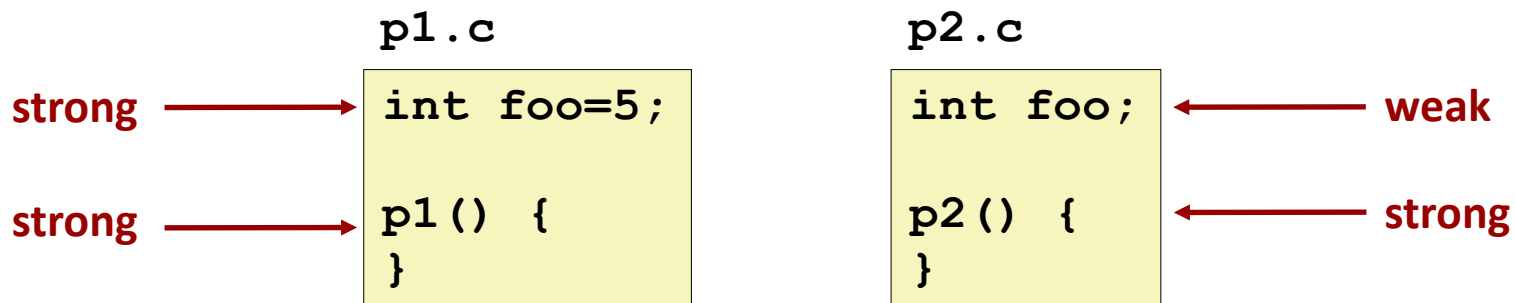 p1.c p2.c
strong int foo=5; int foo; weak
strong p1() { p2() { strong
} }